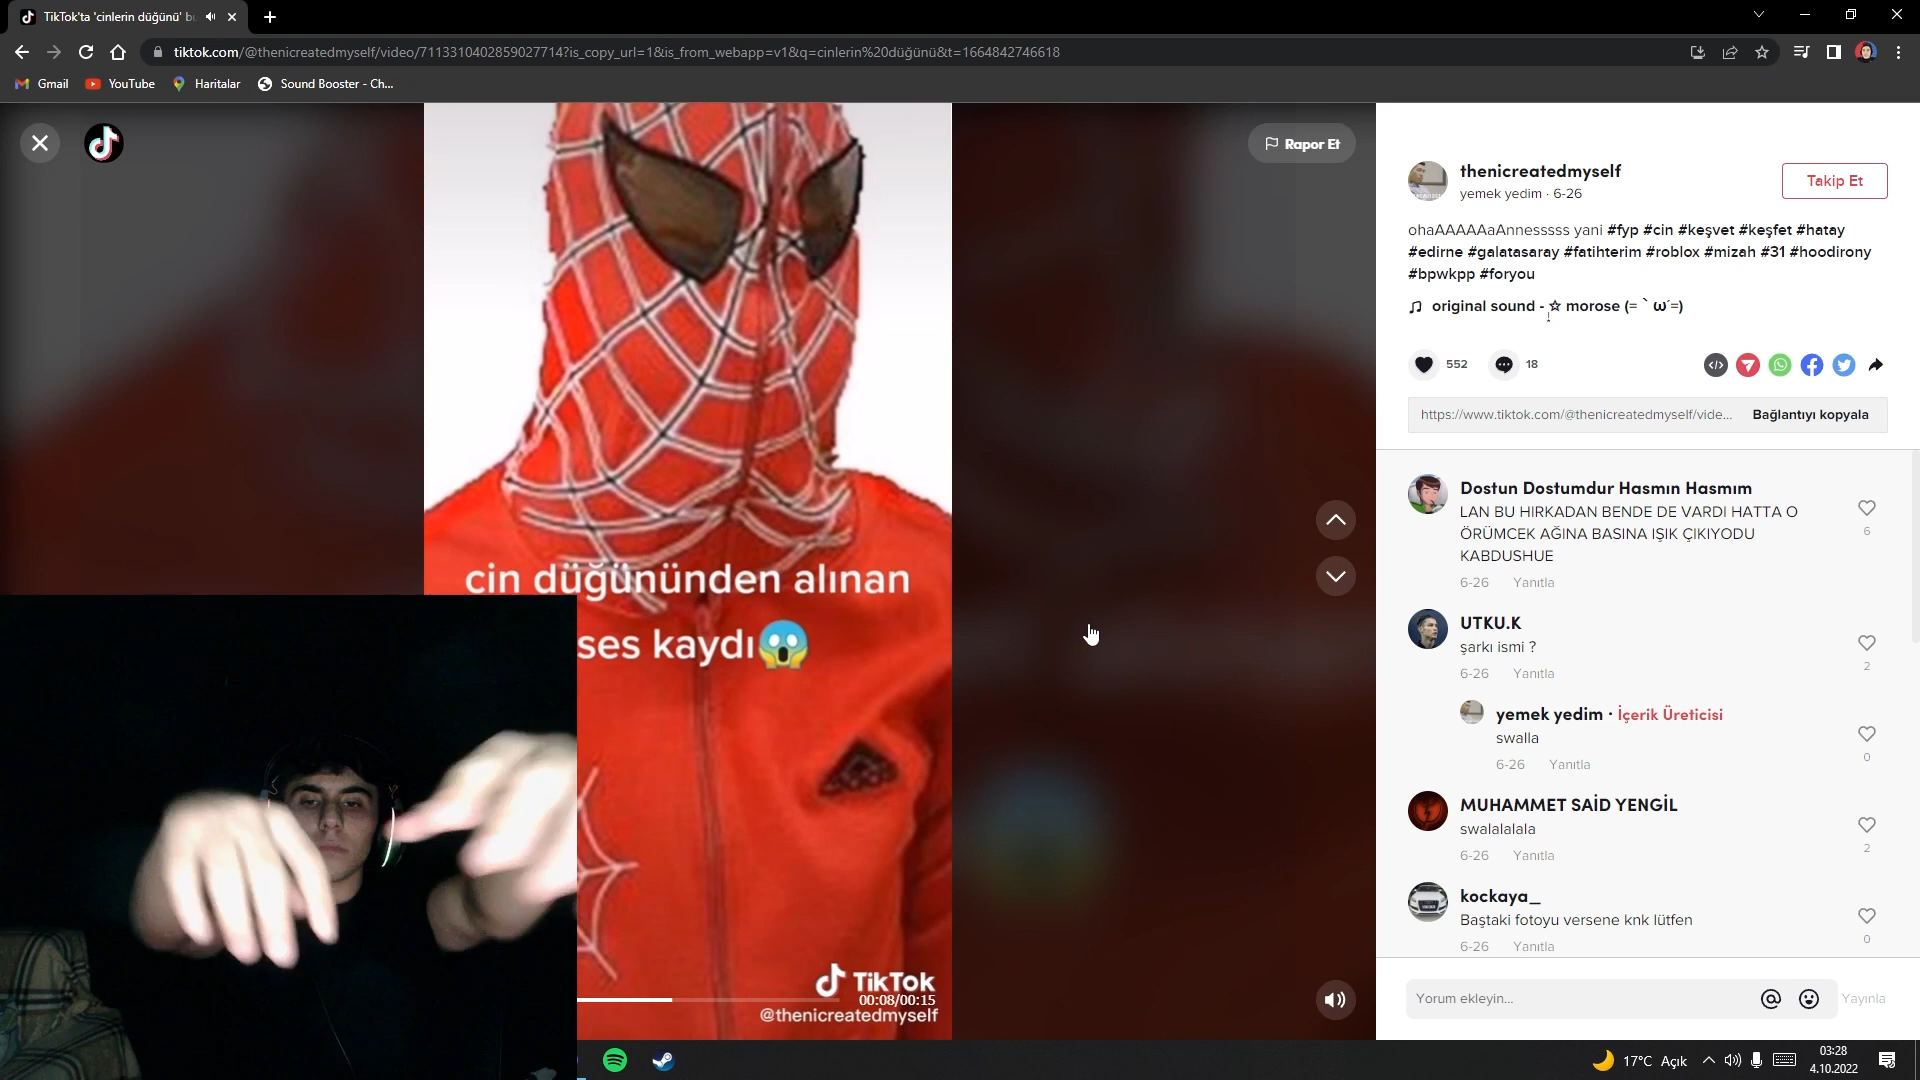 TikTok'ta 'cinlerin düğünü' bu
tiktok.com/@thenicreatedmyself/video/7113310402859027714?is_copy_url=1&is_from_webapp=v1&q=cinlerin%20düğünü&t=1664842746618
Gmail
YouTube
Haritalar
Sound Booster - Ch...
Rapor Et
cin düğününden alınan
ses kaydı😱
TikTok
00:08/00:15
@thenicreatedmyself
thenicreatedmyself
yemek yedim · 6-26
Takip Et
ohaAAAAAaAnnesssss yani #fyp #cin #keşvet #keşfet #hatay
#edirne #galatasaray #fatihterim #roblox #mizah #31 #hoodirony
#bpwkpp #foryou
original sound - ☆ morose (= ` ω´=)
552
18
https://www.tiktok.com/@thenicreatedmyself/vide...
Bağlantıyı kopyala
Dostun Dostumdur Hasmın Hasmım
LAN BU HIRKADAN BENDE DE VARDI HATTA O
ÖRÜMCEK AĞINA BASINA IŞIK ÇIKIYODU
KABDUSHUE
6
6-26 Yanıtla
UTKU.K
şarkı ismi ?
2
6-26 Yanıtla
yemek yedim · İçerik Üreticisi
swalla
0
6-26 Yanıtla
MUHAMMET SAİD YENGİL
swalalalala
2
6-26 Yanıtla
kockaya_
Baştaki fotoyu versene knk lütfen
0
6-26 Yanıtla
Yorum ekleyin...
Yayınla
17°C Açık
03:28
4.10.2022